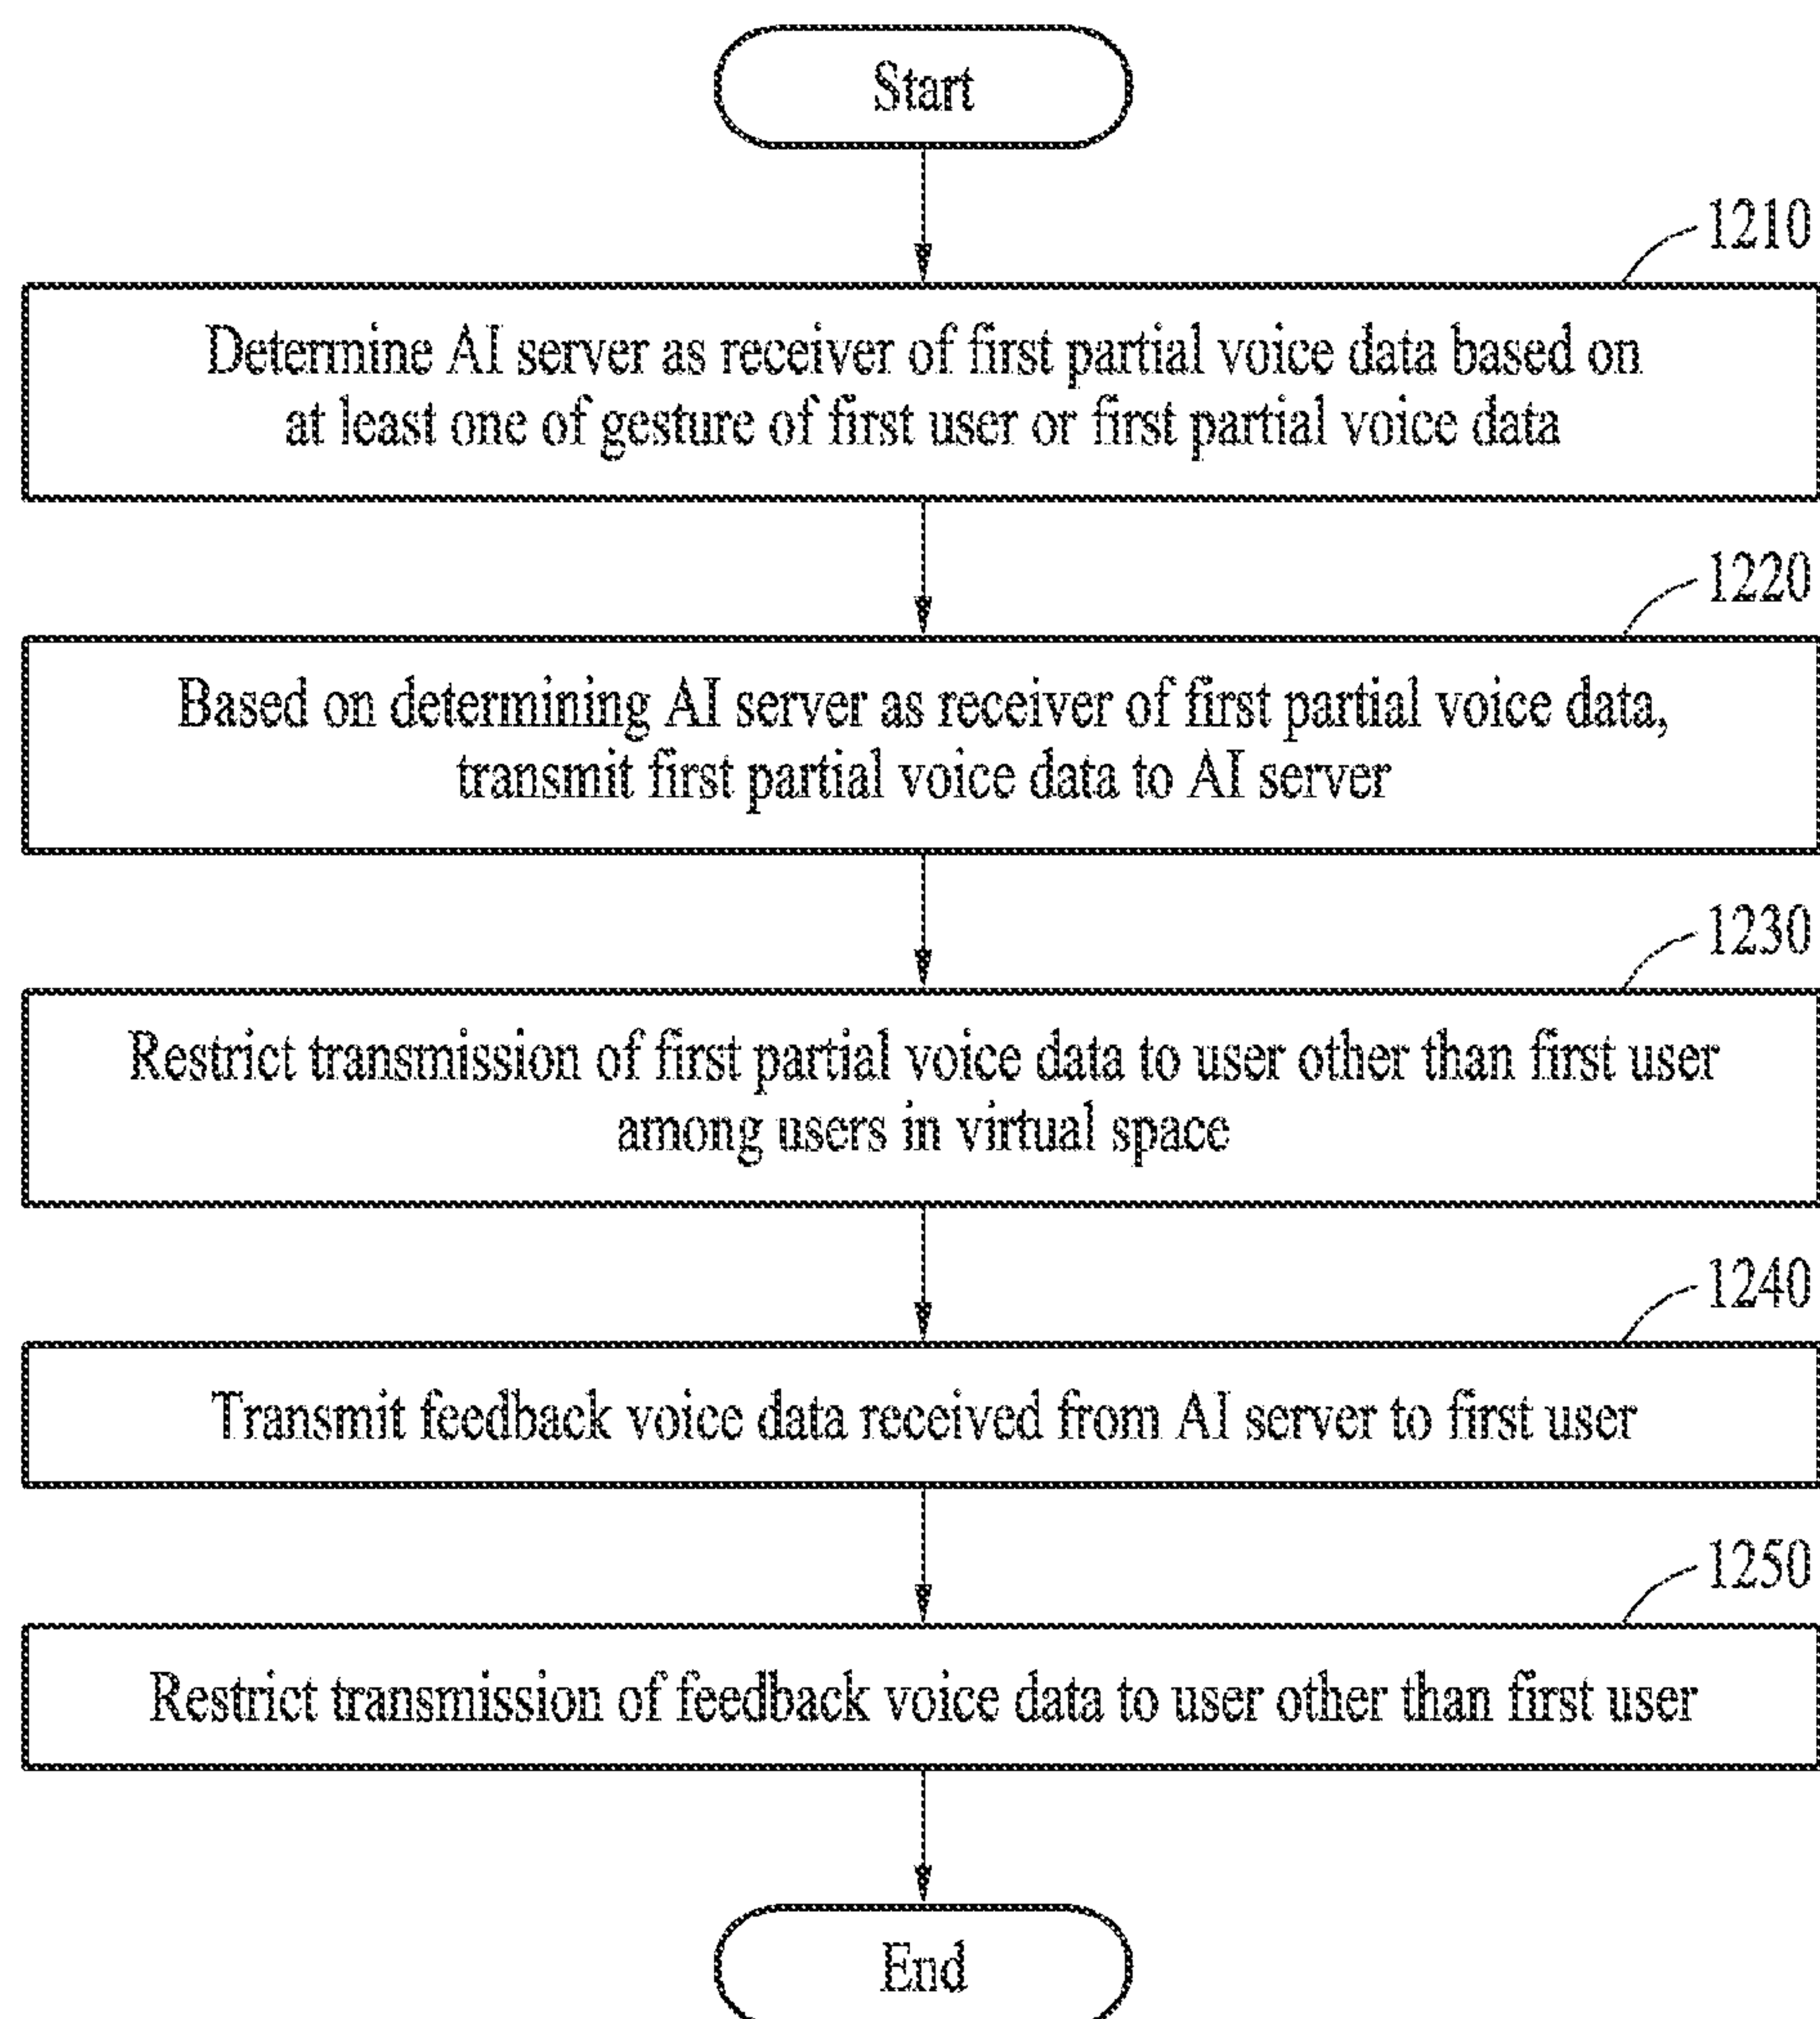 Start
1210
Determine AI server as receiver of first partial voice data based on
at least one of gesture of first user or first partial voice data
1220
Based on determining AI server as receiver of first partial voice data,
transmit first partial voice data to AI server
1230
Restrict transmission of first partial voice data to user other than first user
among users in virtual space
1240
Transmit feedback voice data received from AI server to first user
1250
Restrict transmission of feedback voice data to user other than first user
End